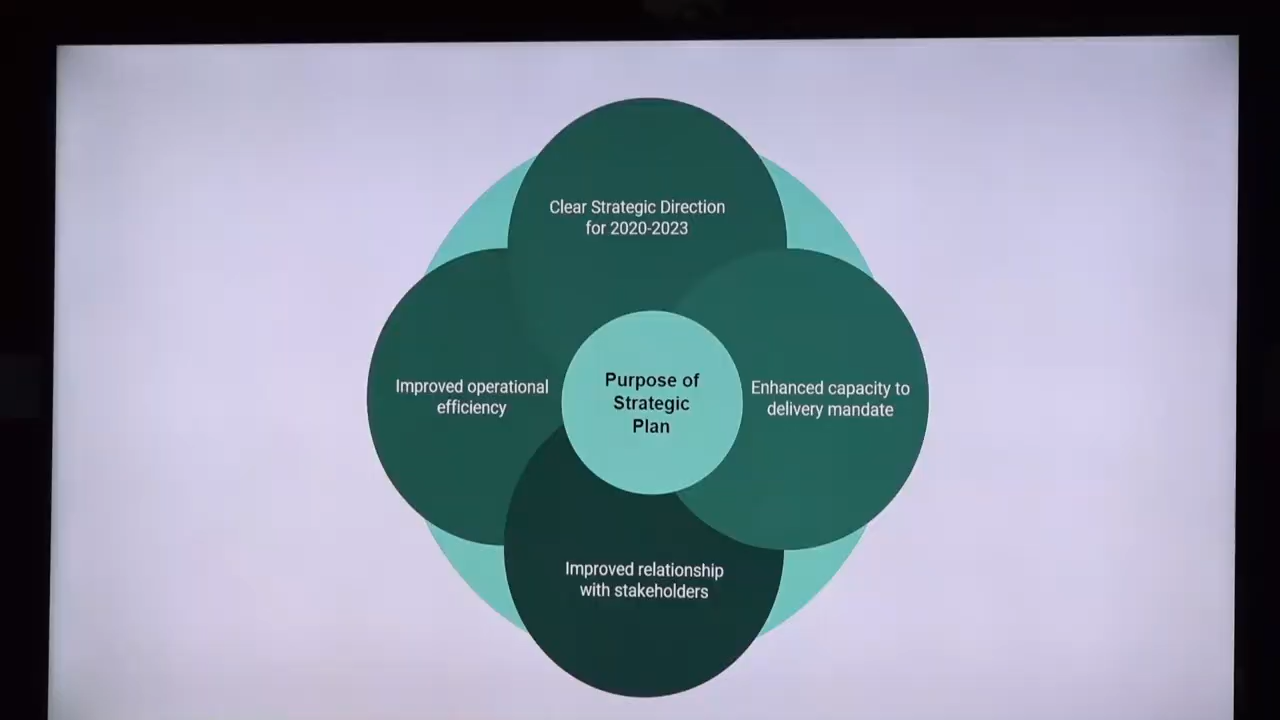 Clear Strategic Direction
for 2020-2023
Improved operational
efficiency
Purpose of
Strategic
Plan
Enhanced capacity to
delivery mandate
Improved relationship
with stakeholders